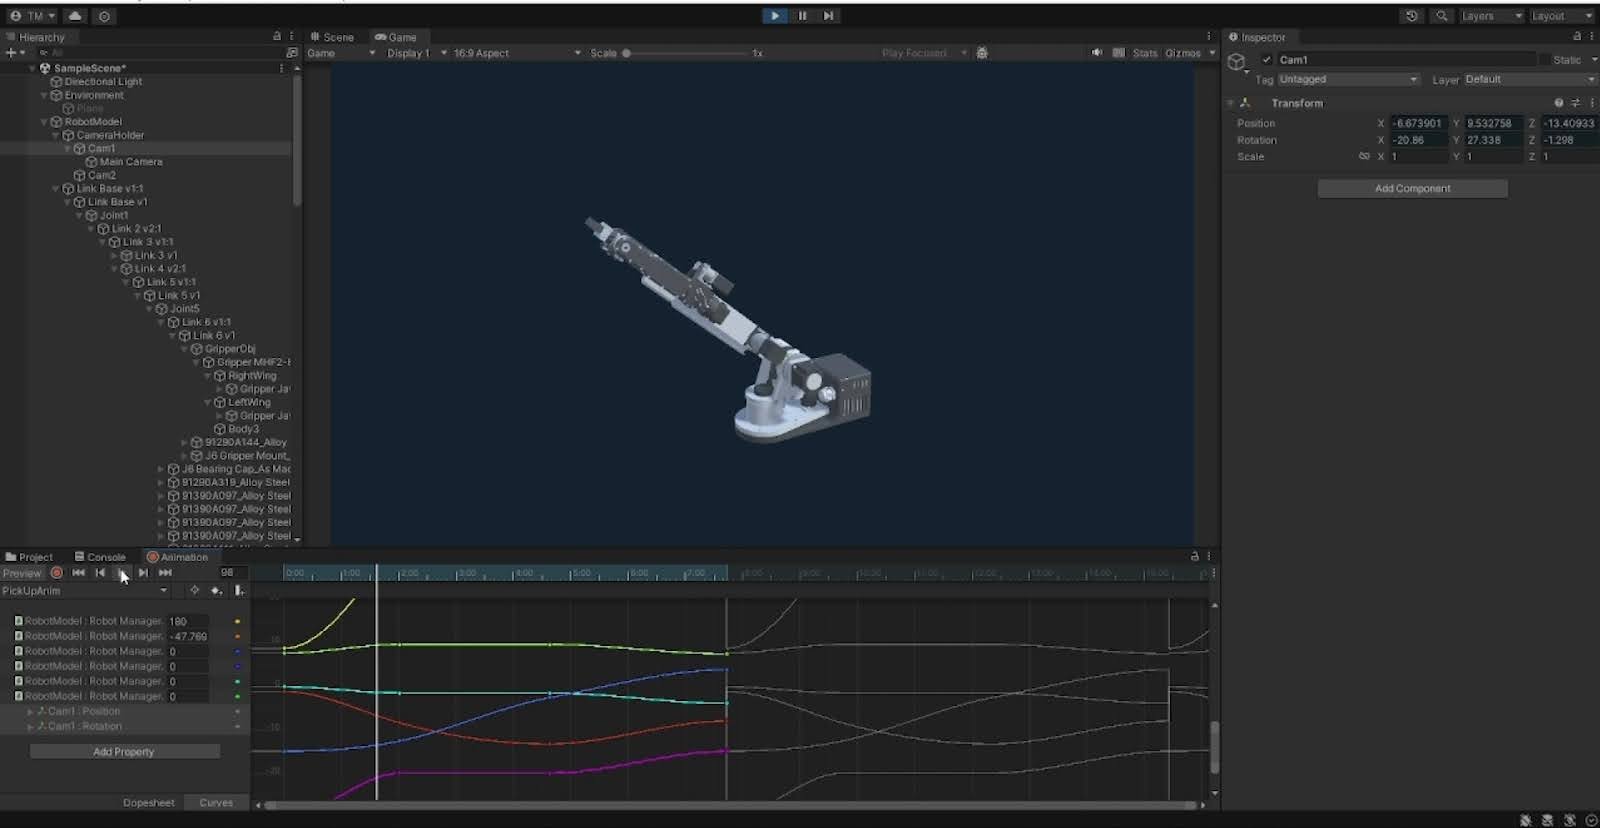 TM
Layers
Layout
Hierarchy
Scene
Game
Inspector
All
Game
Display 1
16:9 Aspect
Scale
1x
Play Focused
Stats
Gizmos
SampleScene*
Directional Light
Environment
Plane
RobotModel
CameraHolder
Cam1
Main Camera
Cam2
Link Base v1:1
Link Base v1
Joint1
Link 2 v2:1
Link 3 v1:1
Link 3 v1
Link 4 v2:1
Link 5 v1:1
Link 5 v1
Joint5
Link 6 v1:1
Link 6 v1
GripperObj
Gripper MHF2-
RightWing
Gripper Ja
LeftWing
Gripper Ja
Body3
91290A144_Alloy
J6 Gripper Mount_
J6 Bearing Cap_As Mac
91290A319_Alloy Steel
91390A097_Alloy Steel
91390A097_Alloy Steel
91390A097_Alloy Steel
91390A097_Alloy Steel
Cam1
Static
Tag Untagged
Layer Default
Transform
Position X -6.673901 Y 9.532758 Z -13.40933
Rotation X -20.86 Y 27.338 Z -1.298
Scale X 1 Y 1 Z 1
Add Component
Project
Console
Animation
Preview
98
0:00 1:00 2:00 3:00 4:00 5:00 6:00 7:00 8:00 9:00 10:00 11:00 12:00 13:00 14:00 15:00
PickUpAnim
RobotModel : Robot Manager. 180
RobotModel : Robot Manager. -47.769
RobotModel : Robot Manager. 0
RobotModel : Robot Manager. 0
RobotModel : Robot Manager. 0
RobotModel : Robot Manager. 0
Cam1 : Position
Cam1 : Rotation
Add Property
10
0
-10
-20
Dopesheet
Curves